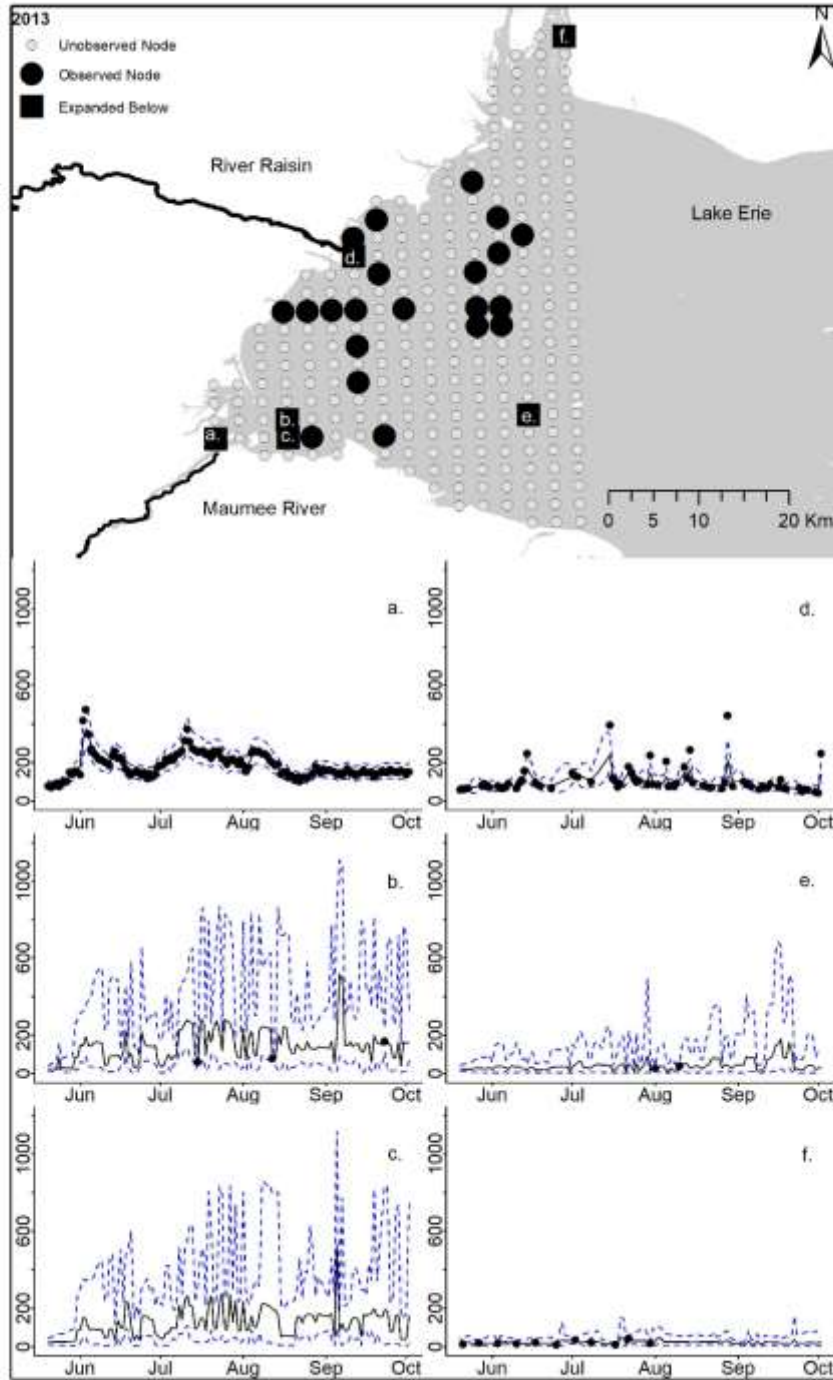 2013
N
f.
Unobserved Node
Observed Node
Expanded Below
River Raisin
Lake Erie
d.
b.
e.
a.
c.
Maumee River
0 5 10 20 Km
a.
1000
600
200
0
Jun Jul Aug Sep Oct
d.
1000
600
200
0
Jun Jul Aug Sep Oct
b.
1000
600
200
0
Jun Jul Aug Sep Oct
e.
1000
600
200
0
Jun Jul Aug Sep Oct
c.
1000
600
200
0
Jun Jul Aug Sep Oct
f.
1000
600
200
0
Jun Jul Aug Sep Oct